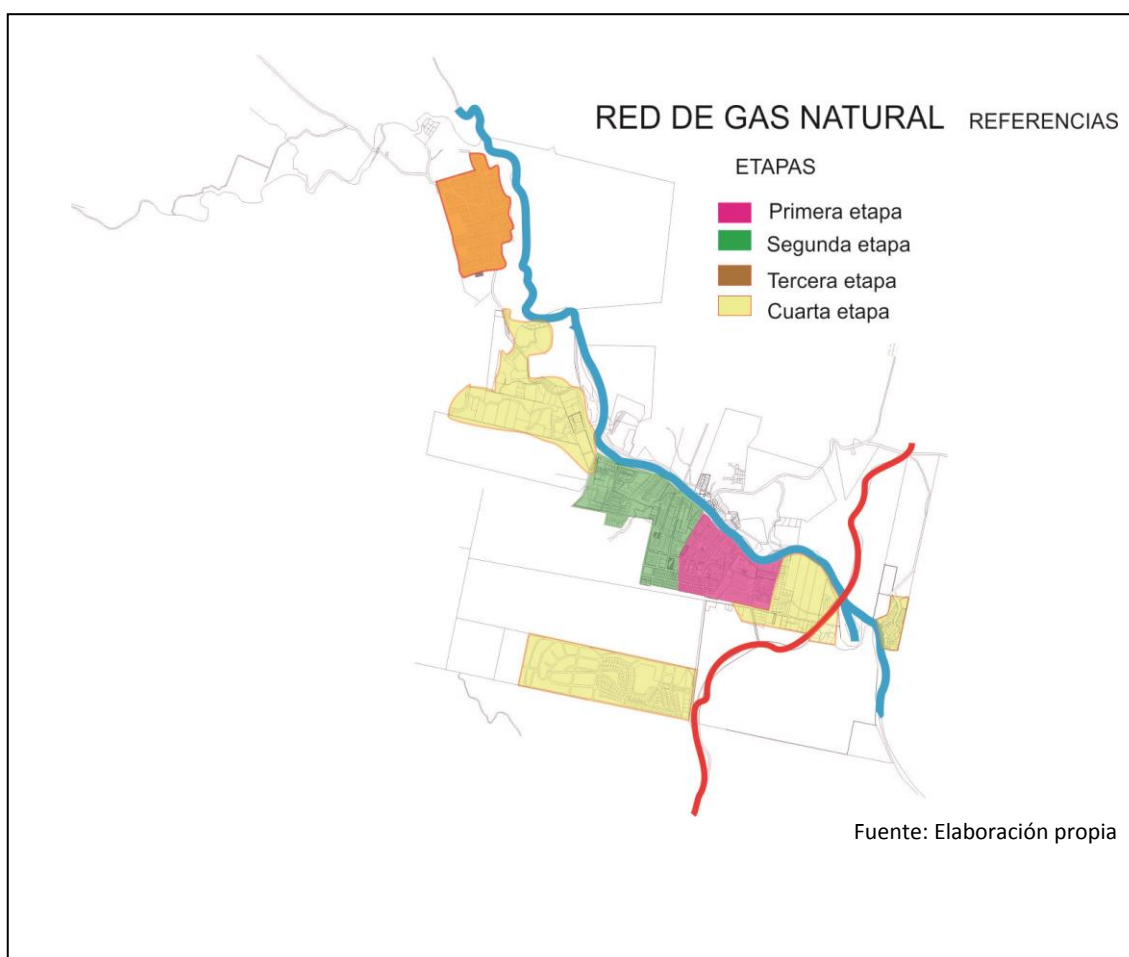 RED DE GAS NATURAL REFERENCIAS
ETAPAS
Primera etapa
Segunda etapa
Tercera etapa
Cuarta etapa
Fuente: Elaboración propia